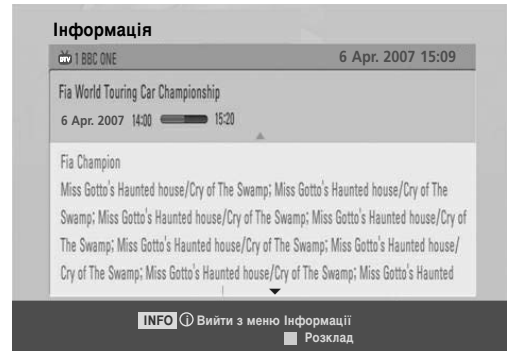 Інформація
DTV 1 BBC ONE 6 Apr. 2007 15:09
Fia World Touring Car Championship
6 Apr. 2007 14:00 15:20
Fia Champion
Miss Gotto's Haunted house/Cry of The Swamp; Miss Gotto's Haunted house/Cry of The
Swamp; Miss Gotto's Haunted house/Cry of The Swamp; Miss Gotto's Haunted house/Cry of
The Swamp; Miss Gotto's Haunted house/Cry of The Swamp; Miss Gotto's Haunted house/
Cry of The Swamp; Miss Gotto's Haunted house/Cry of The Swamp; Miss Gotto's Haunted
INFO ⓘ Вийти з меню Інформації
Розклад